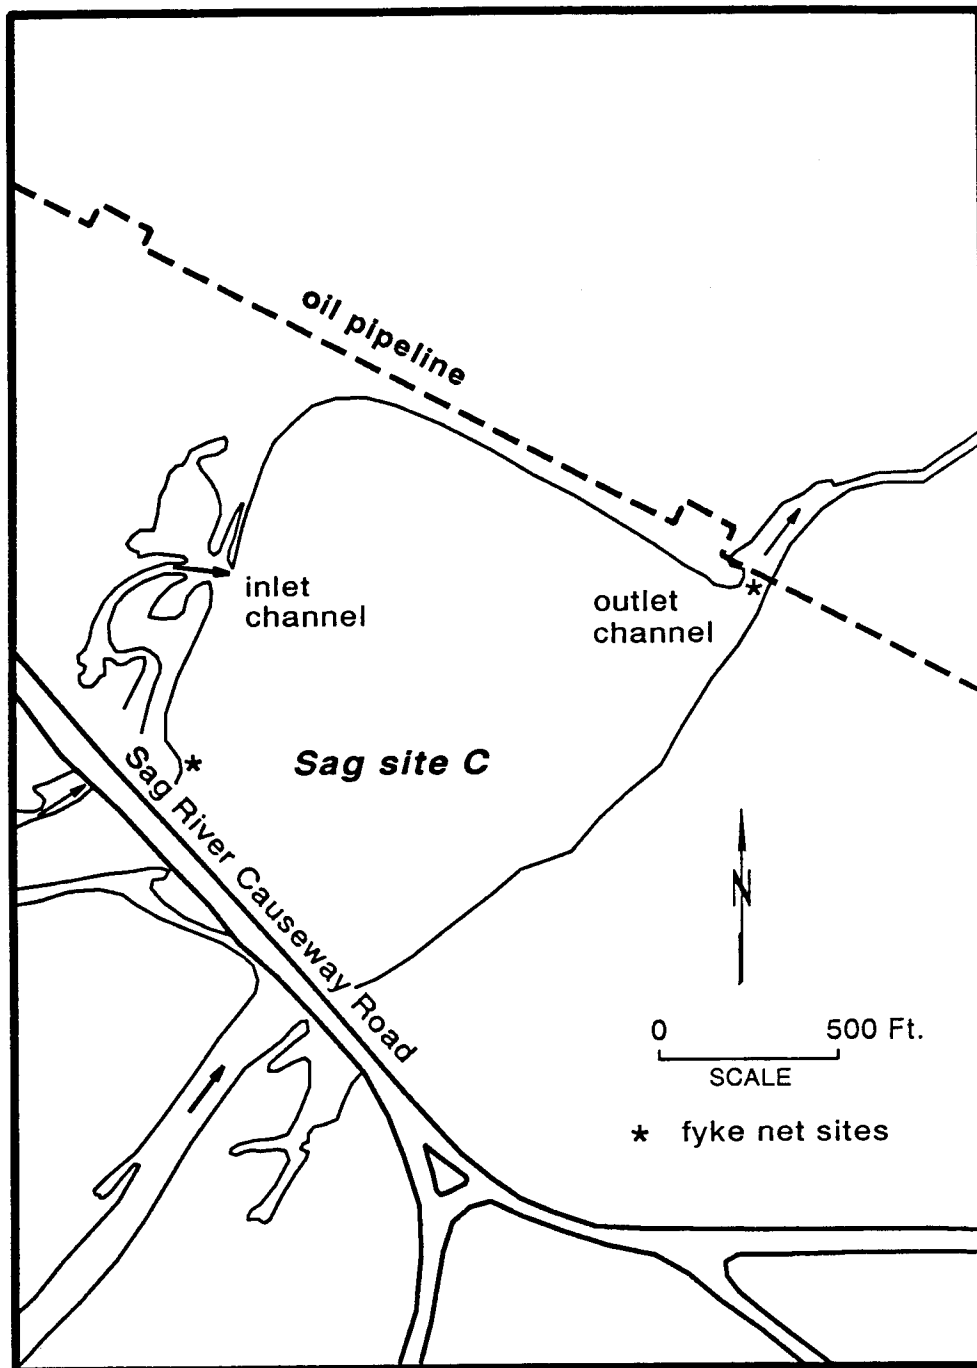 oil pipeline
inlet
channel
outlet
channel
Sag site C
Sag River Causeway Road
N
0 500 Ft.
SCALE
* fyke net sites